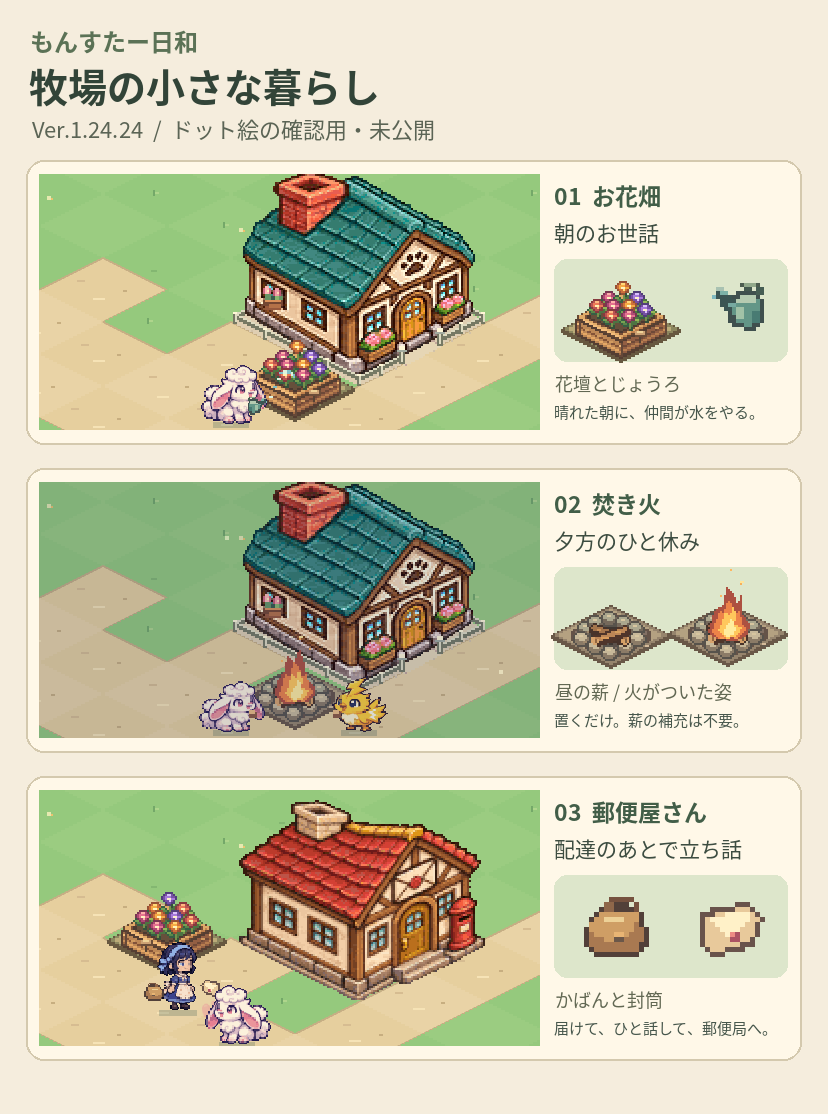 もんすたー日和
牧場の小さな暮らし
Ver.1.24.24 / ドット絵の確認用・未公開
01 お花畑
朝のお世話
花壇とじょうろ
晴れた朝に、仲間が水をやる。
02 焚き火
夕方のひと休み
昼の薪 / 火がついた姿
置くだけ。薪の補充は不要。
03 郵便屋さん
配達のあとで立ち話
かばんと封筒
届けて、ひと話して、郵便局へ。